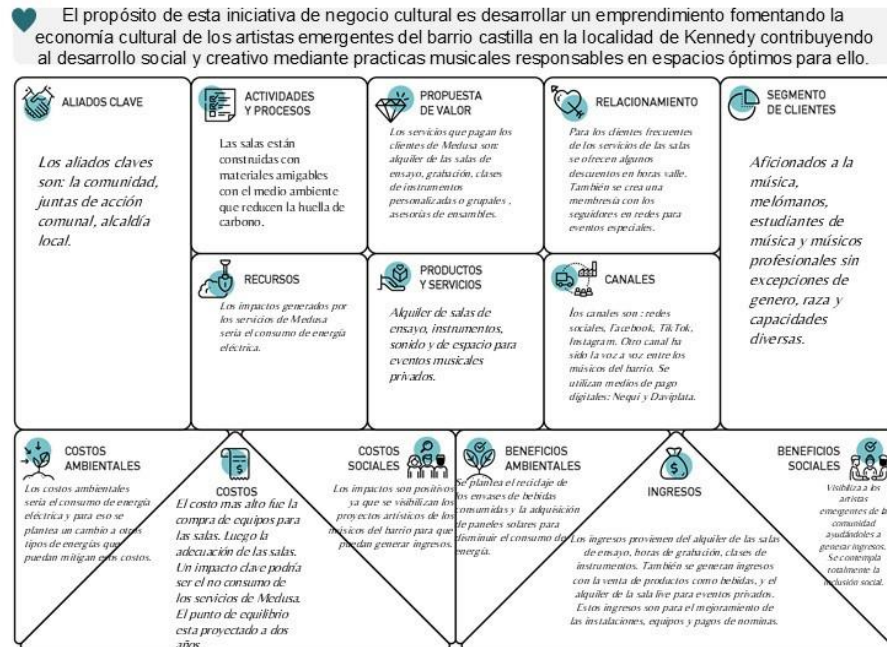 El propósito de esta iniciativa de negocio cultural es desarrollar un emprendimiento fomentando la
economía cultural de los artistas emergentes del barrio castilla en la localidad de Kennedy contribuyendo
al desarrollo social y creativo mediante practicas musicales responsables en espacios óptimos para ello.
ALIADOS CLAVE
Los aliados claves
son: la comunidad,
juntas de acción
comunal, alcaldía
local.
ACTIVIDADES
Y PROCESOS
Las salas están
construidas con
materiales amigables
con el medio ambiente
que reducen la huella de
carbono.
PROPUESTA
DE VALOR
Los servicios que pagan los
clientes de Medusa son:
alquiler de las salas de
ensayo, grabación, clases
de instrumentos
personalizadas o grupales ,
asesorías de ensambles.
RELACIONAMIENTO
Para los clientes frecuentes
de los servicios de las salas
se ofrecen algunos
descuentos en horas valle.
También se crea una
membresía con los
seguidores en redes para
eventos especiales.
SEGMENTO
DE CLIENTES
Aficionados a la
música,
melómanos,
estudiantes de
música y músicos
profesionales sin
excepciones de
genero, raza y
capacidades
diversas.
RECURSOS
Los impactos generados por
los servicios de Medusa
seria el consumo de energía
eléctrica.
PRODUCTOS
Y SERVICIOS
Alquiler de salas de
ensayo, instrumentos,
sonido y de espacio para
eventos musicales
privados.
CANALES
los canales son : redes
sociales, Facebook, TikTok,
Instagram. Otro canal ha
sido la voz a voz entre los
músicos del barrio. Se
utilizan medios de pago
digitales: Nequi y Daviplata.
COSTOS
AMBIENTALES
Los costos ambientales
seria el consumo de energía
eléctrica y para eso se
plantea un cambio a otros
tipos de energías que
puedan mitigan esos costos.
COSTOS
El costo mas alto fue la
compra de equipos para
las salas. Luego la
adecuación de las salas.
Un impacto clave podría
ser el no consumo de
los servicios de Medusa.
El punto de equilibrio
esta proyectado a dos
años.
COSTOS
SOCIALES
Los impactos son positivos
ya que se visibilizan los
proyectos artísticos de los
músicos del barrio para que
puedan generar ingresos.
BENEFICIOS
AMBIENTALES
Se plantea el reciclaje de
los envases de bebidas
consumidas y la adquisición
de paneles solares para
disminuir el consumo de
energía.
INGRESOS
Los ingresos provienen del alquiler de las salas
de ensayo, horas de grabación, clases de
instrumentos. También se generan ingresos
con la venta de productos como bebidas, y el
alquiler de la sala live para eventos privados.
Estos ingresos son para el mejoramiento de
las instalaciones, equipos y pagos de nominas.
BENEFICIOS
SOCIALES
Visibiliza a los
artistas
emergentes de la
comunidad
ayudándoles a
generar ingresos.
Se contempla
totalmente la
inclusión social.